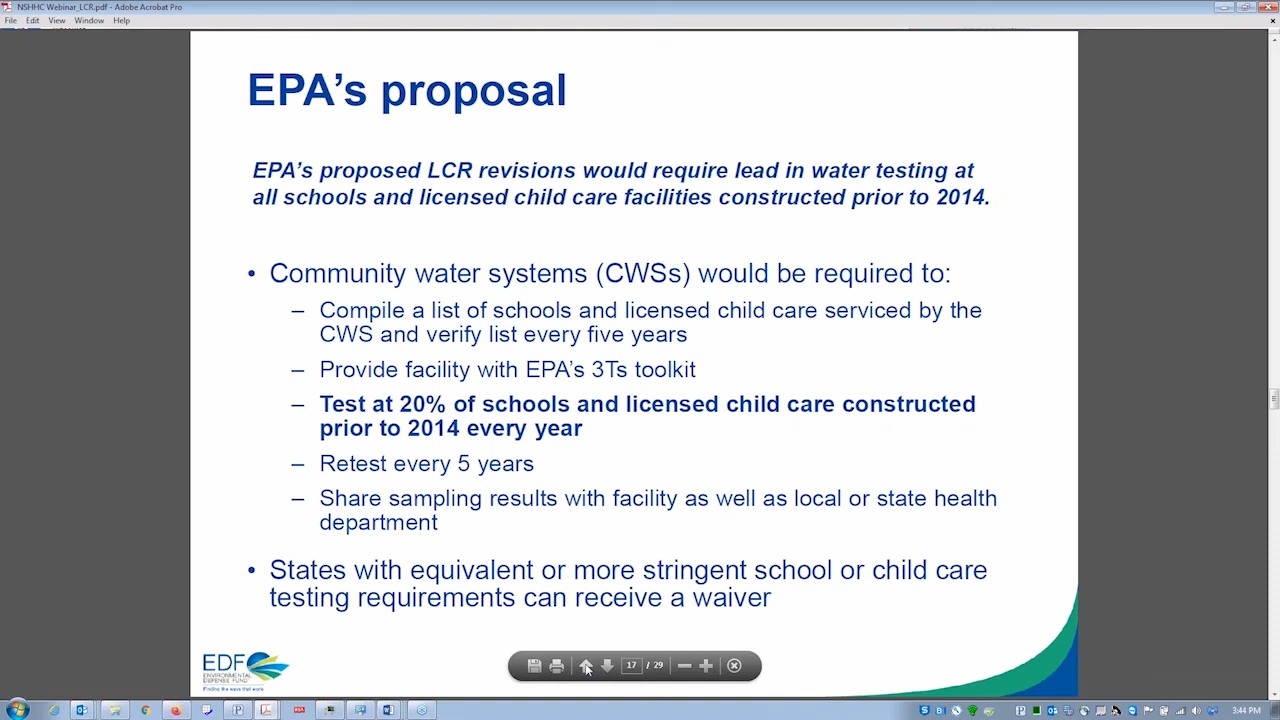 NSHHC Webinar_LCR.pdf - Adobe Acrobat Pro
File Edit View Window Help
EPA's proposal
EPA's proposed LCR revisions would require lead in water testing at
all schools and licensed child care facilities constructed prior to 2014.
• Community water systems (CWSs) would be required to:
– Compile a list of schools and licensed child care serviced by the
CWS and verify list every five years
– Provide facility with EPA's 3Ts toolkit
– Test at 20% of schools and licensed child care constructed
prior to 2014 every year
– Retest every 5 years
– Share sampling results with facility as well as local or state health
department
• States with equivalent or more stringent school or child care
testing requirements can receive a waiver
EDF
ENVIRONMENTAL
DEFENSE FUND
Finding the ways that work
17 / 29
3:44 PM